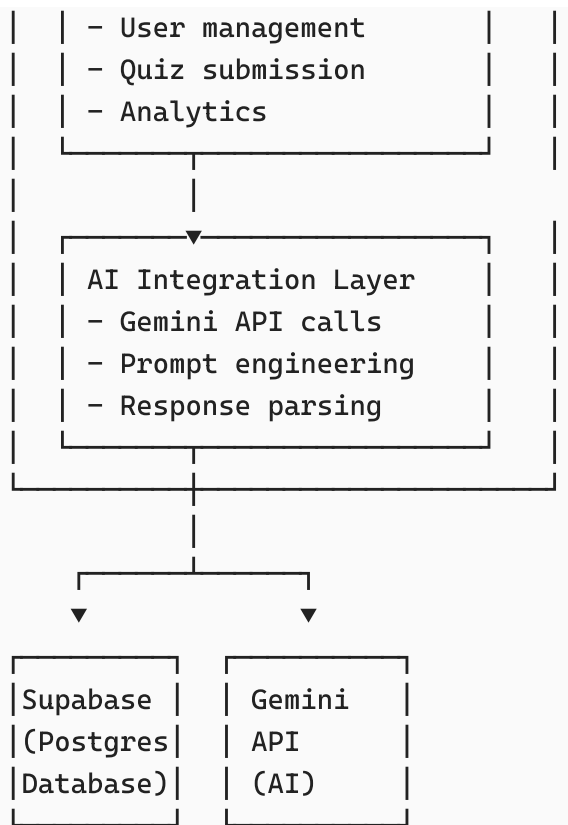 - User management
- Quiz submission
- Analytics
AI Integration Layer
- Gemini API calls
- Prompt engineering
- Response parsing
Supabase
(Postgres
Database)
Gemini
API
(AI)